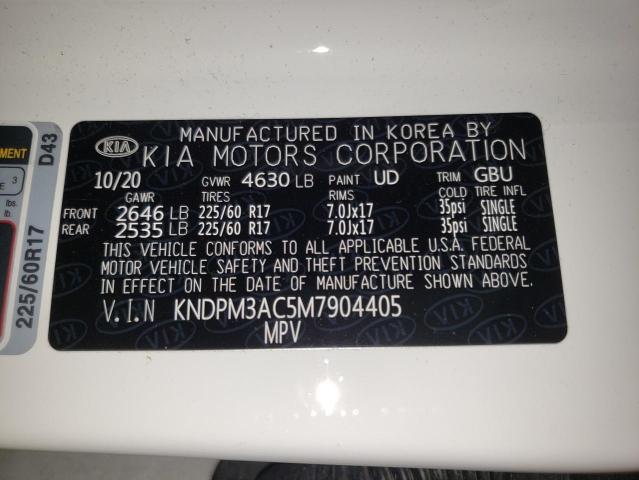 MANUFACTURED IN KOREA BY
KIA KIA MOTORS CORPORATION
10/20 GVWR 4630 LB PAINT UD TRIM GBU
GAWR TIRES RIMS COLD TIRE INFL
FRONT 2646 LB 225/60 R17 7.0Jx17 35psi SINGLE
REAR 2535 LB 225/60 R17 7.0Jx17 35psi SINGLE
THIS VEHICLE CONFORMS TO ALL APPLICABLE U.S.A. FEDERAL
MOTOR VEHICLE SAFETY AND THEFT PREVENTION STANDARDS
IN EFFECT ON THE DATE OF MANUFACTURE SHOWN ABOVE.
V.I.N KNDPM3AC5M7904405
MPV
D43
225/60R17
MENT
E 3
lbs.
lb.